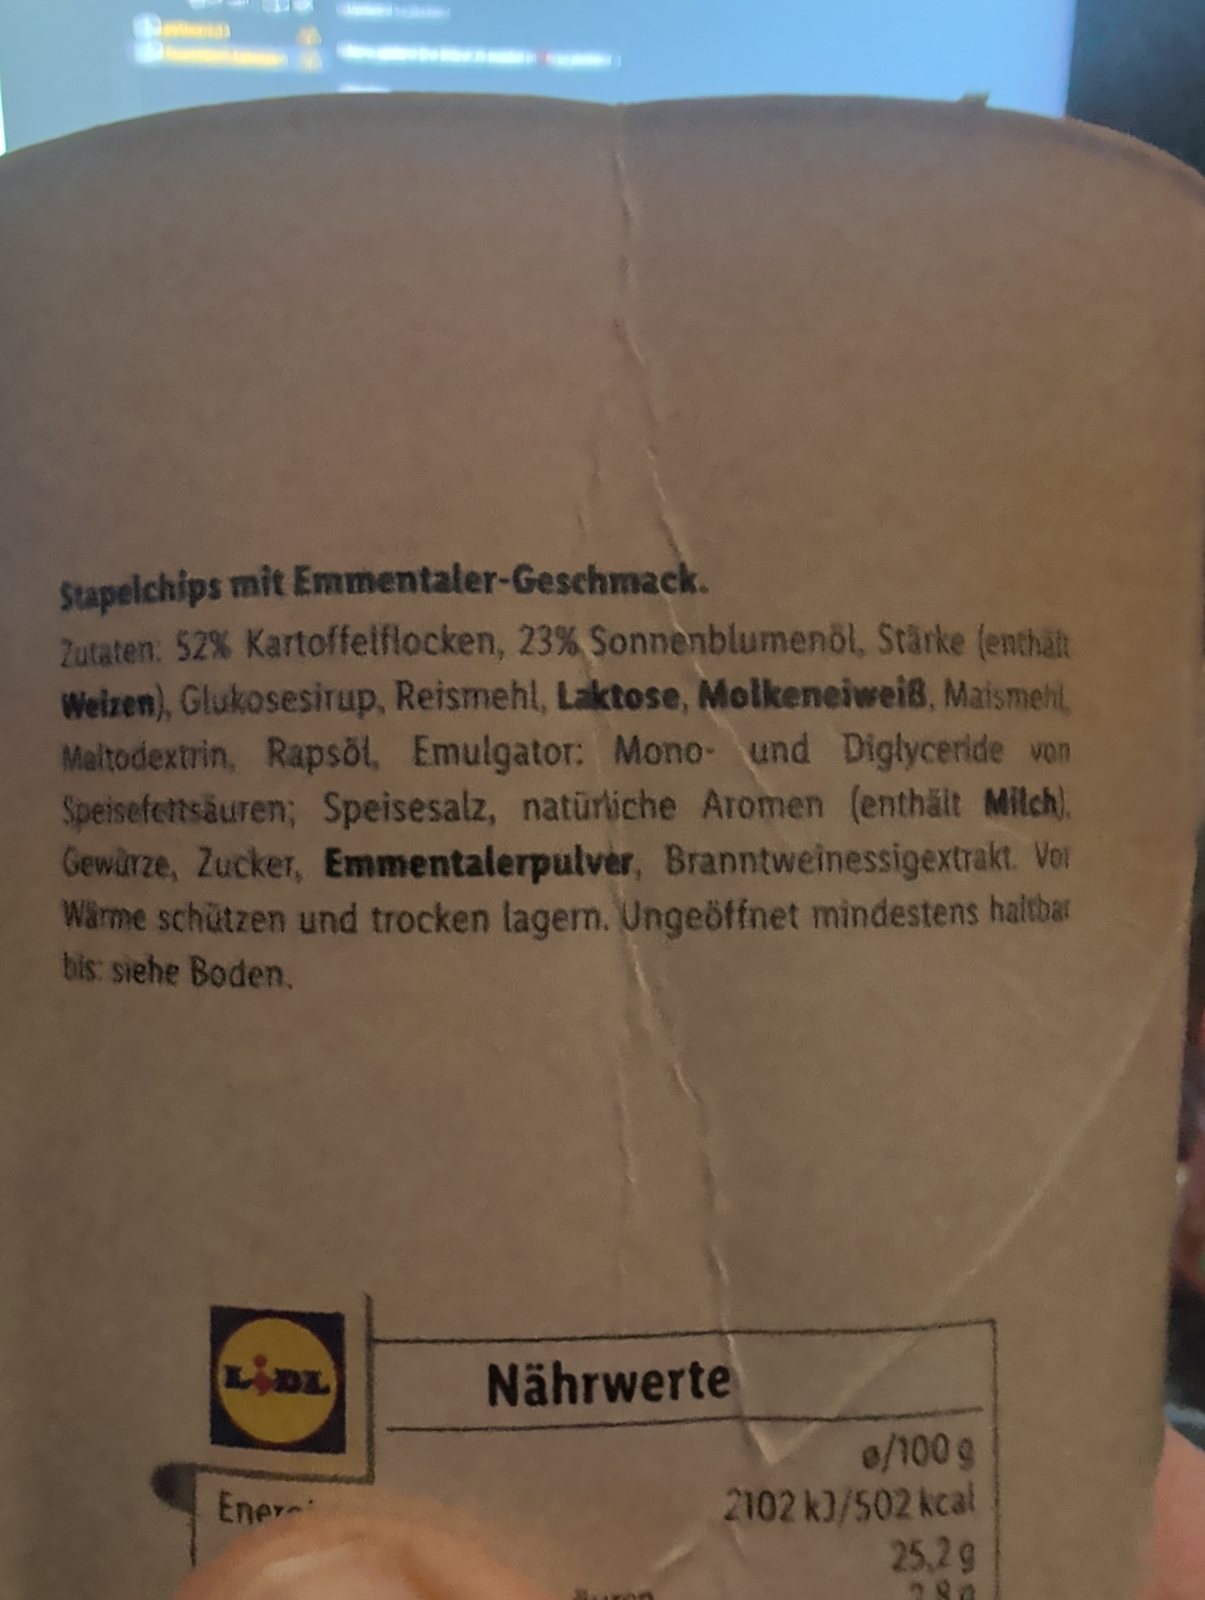 Stapelchips mit Emmentaler-Geschmack.
Zutaten: 52% Kartoffelflocken, 23% Sonnenblumenöl, Stärke (enthält
Weizen), Glukosesirup, Reismehl, Laktose, Molkeneiweiß, Maismehl,
Maltodextrin, Rapsöl, Emulgator: Mono- und Diglyceride von
Speisefettsäuren; Speisesalz, natürliche Aromen (enthält Milch),
Gewürze, Zucker, Emmentalerpulver, Branntweinessigextrakt. Vor
Wärme schützen und trocken lagern. Ungeöffnet mindestens haltbar
bis: siehe Boden.
LiDL
Nährwerte
ø/100 g
2102 kJ/502 kcal
25,2 g